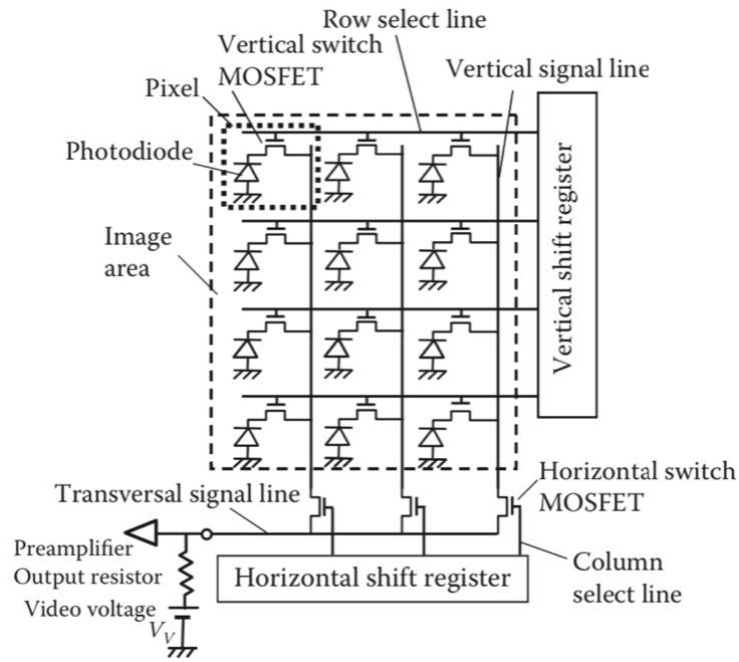 Row select line
Vertical switch
MOSFET
Vertical signal line
Pixel
Photodiode
Image
area
Vertical shift register
Transversal signal line
Horizontal switch
MOSFET
Preamplifier
Output resistor
Video voltage
V_V
Horizontal shift register
Column
select line